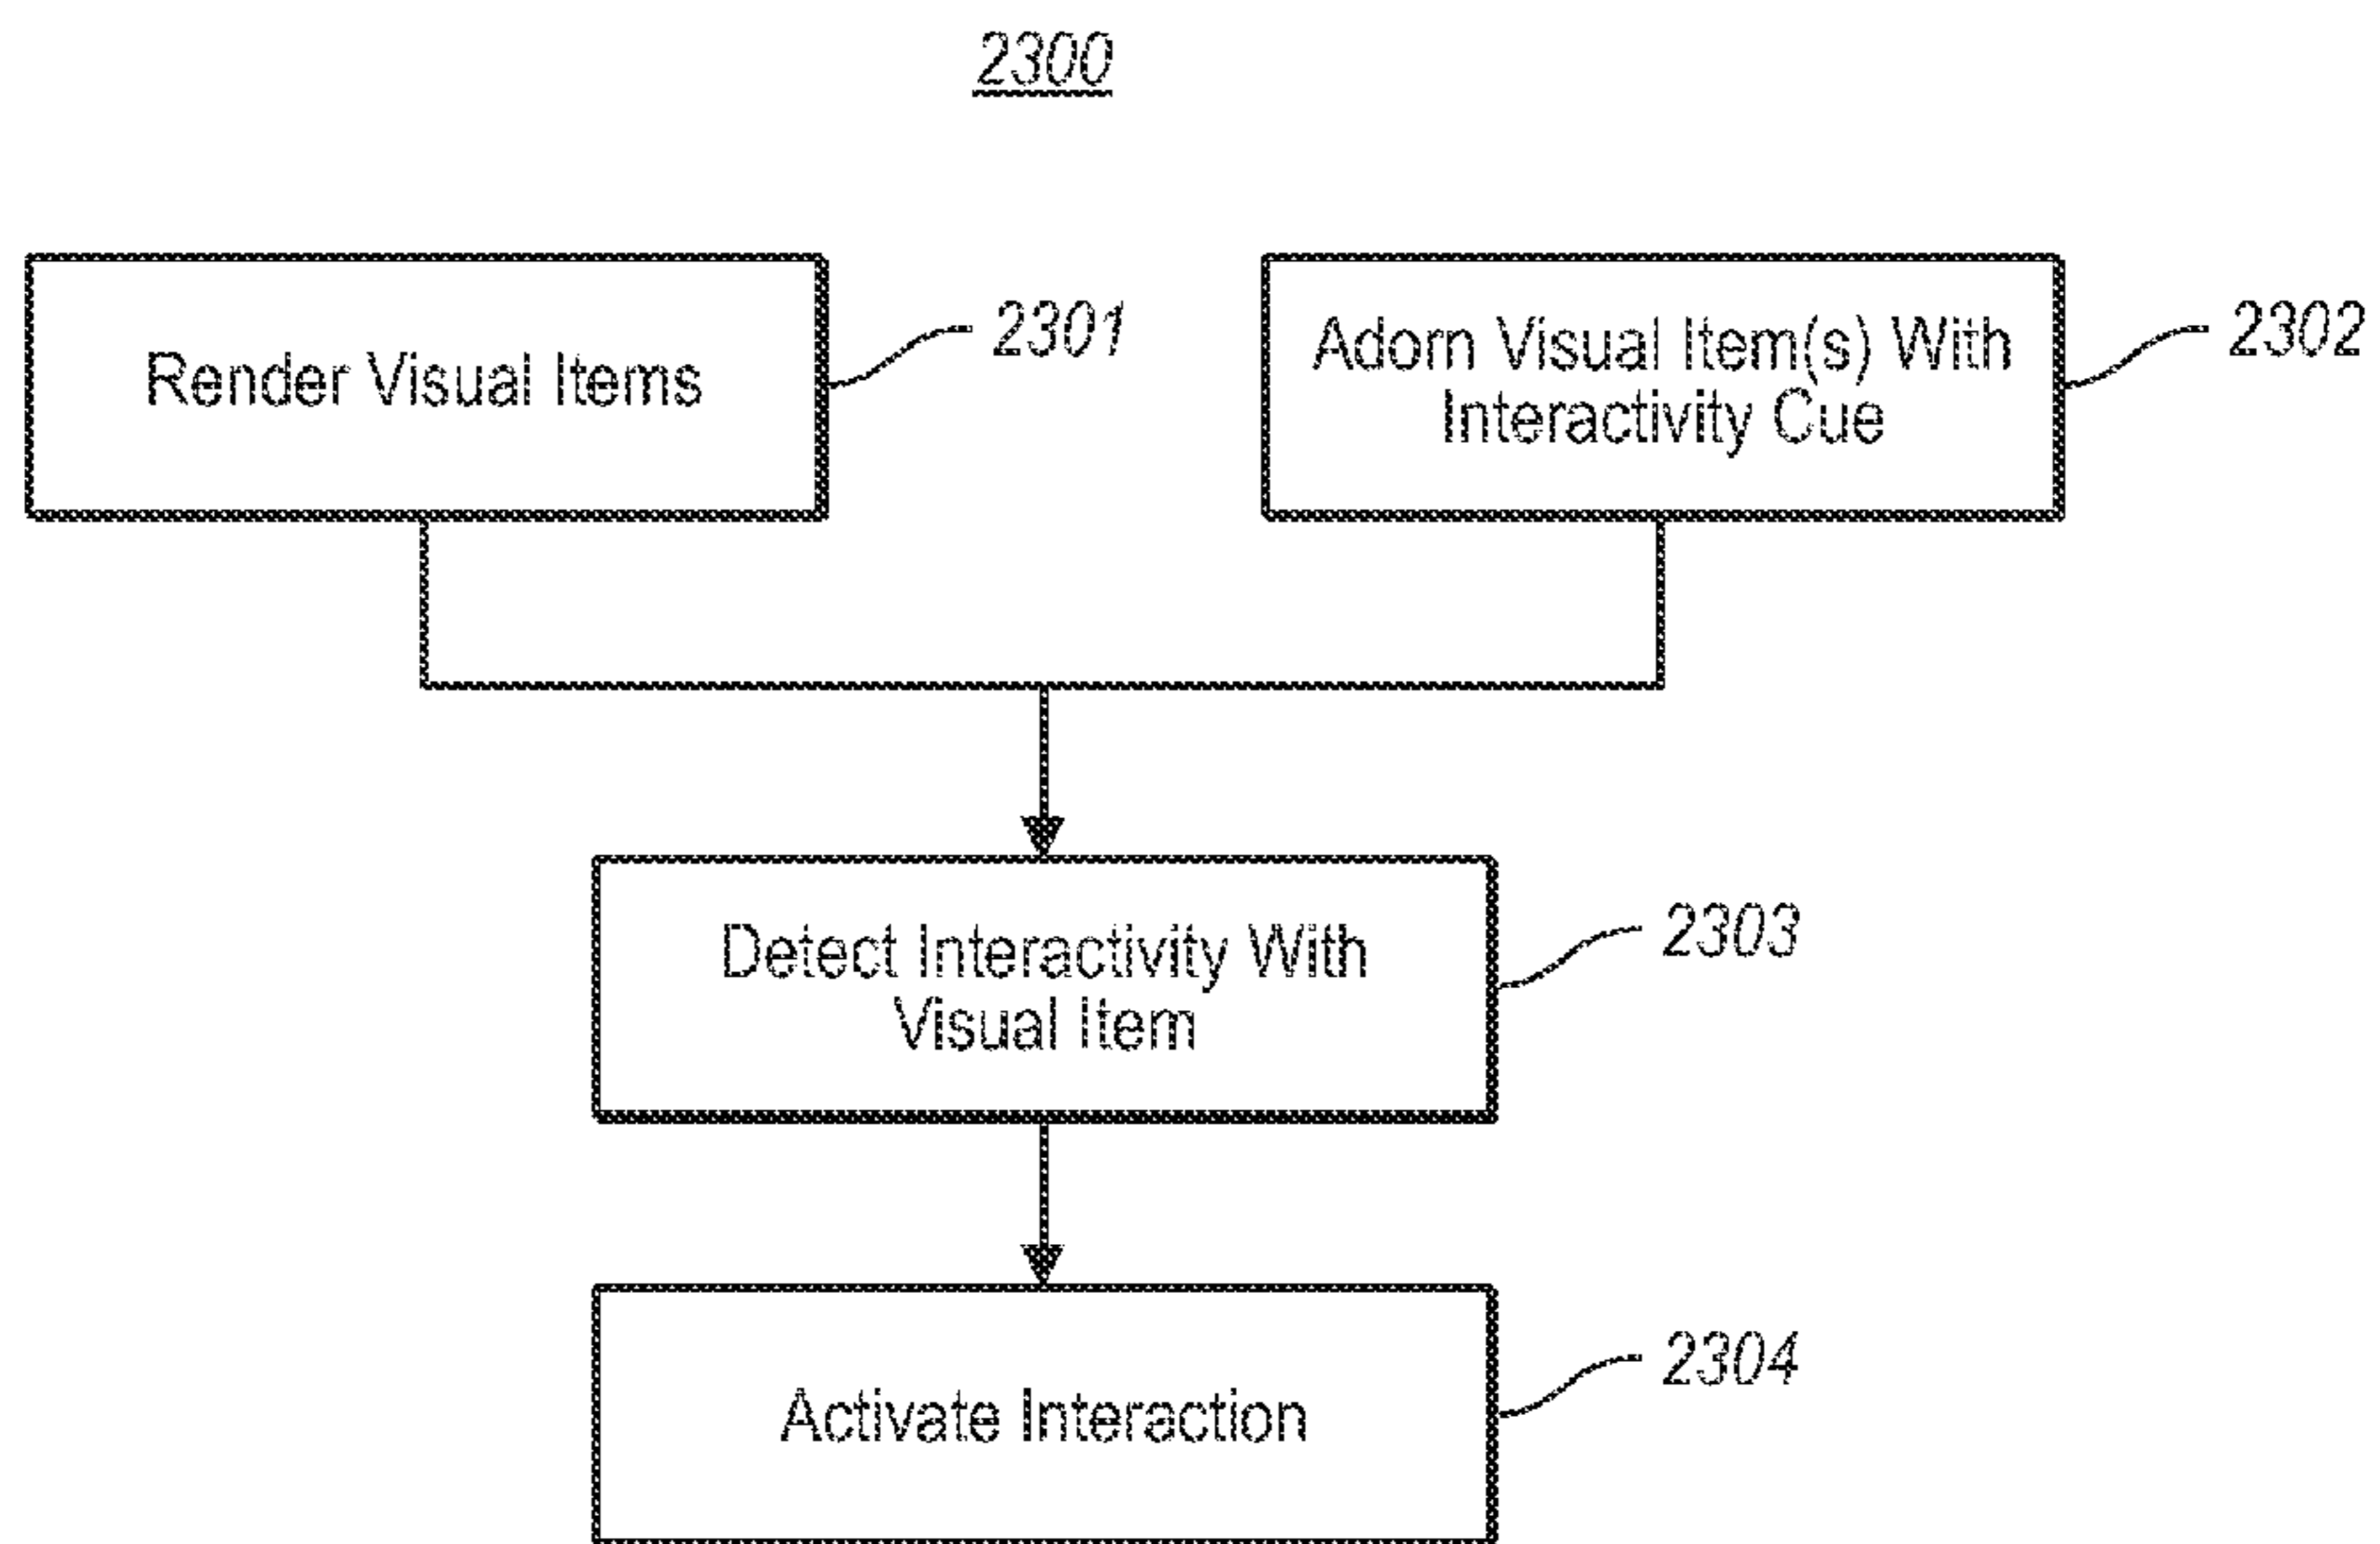 2300
Render Visual Items
2301
Adorn Visual Item(s) With
Interactivity Cue
2302
Detect Interactivity With
Visual Item
2303
Activate Interaction
2304